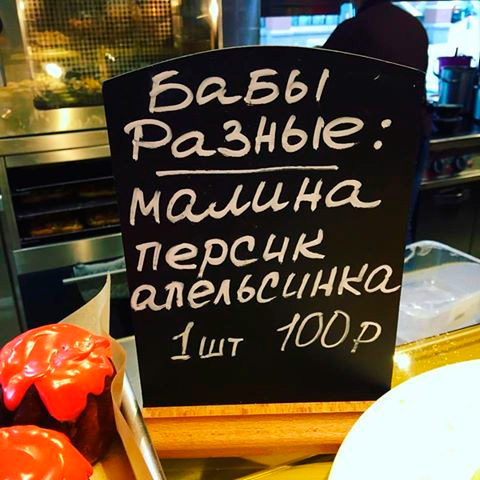 Бабы
Разные:
малина
персик
апельсинка
1шт 100р